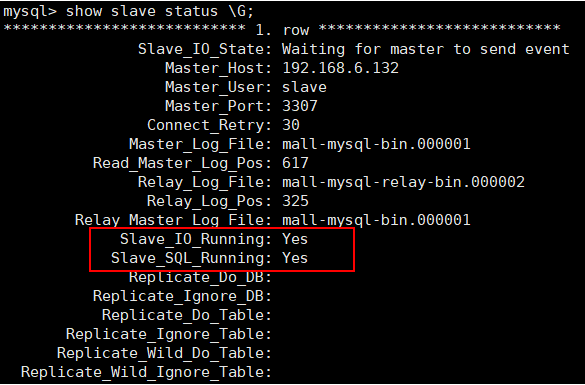 mysql> show slave status \G;
*************************** 1. row ***************************
Slave_IO_State: Waiting for master to send event
Master_Host: 192.168.6.132
Master_User: slave
Master_Port: 3307
Connect_Retry: 30
Master_Log_File: mall-mysql-bin.000001
Read_Master_Log_Pos: 617
Relay_Log_File: mall-mysql-relay-bin.000002
Relay_Log_Pos: 325
Relay_Master_Log_File: mall-mysql-bin.000001
Slave_IO_Running: Yes
Slave_SQL_Running: Yes
Replicate_Do_DB:
Replicate_Ignore_DB:
Replicate_Do_Table:
Replicate_Ignore_Table:
Replicate_Wild_Do_Table:
Replicate_Wild_Ignore_Table: